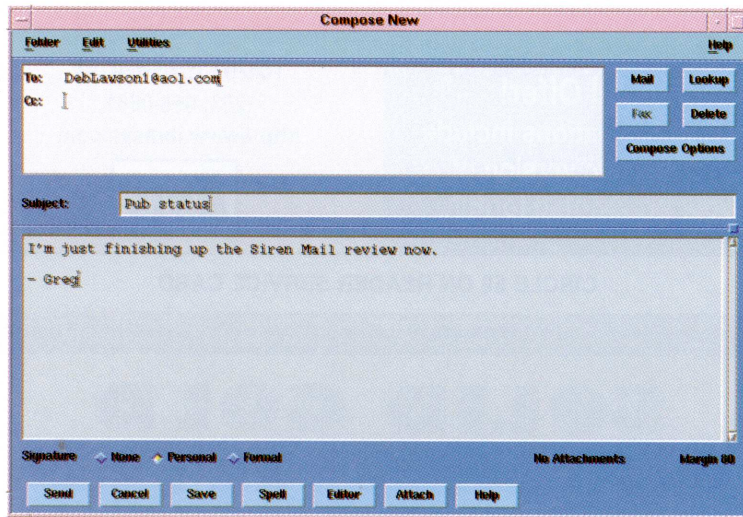 Compose New
Folder Edit Utilities Help
To: DebLawson1@aol.com
Cc:
Mail Lookup
Fax Delete
Compose Options
Subject: Pub status
I'm just finishing up the Siren Mail review now.
- Greg
Signature None Personal Formal No Attachments Margin 80
Send Cancel Save Spell Editor Attach Help